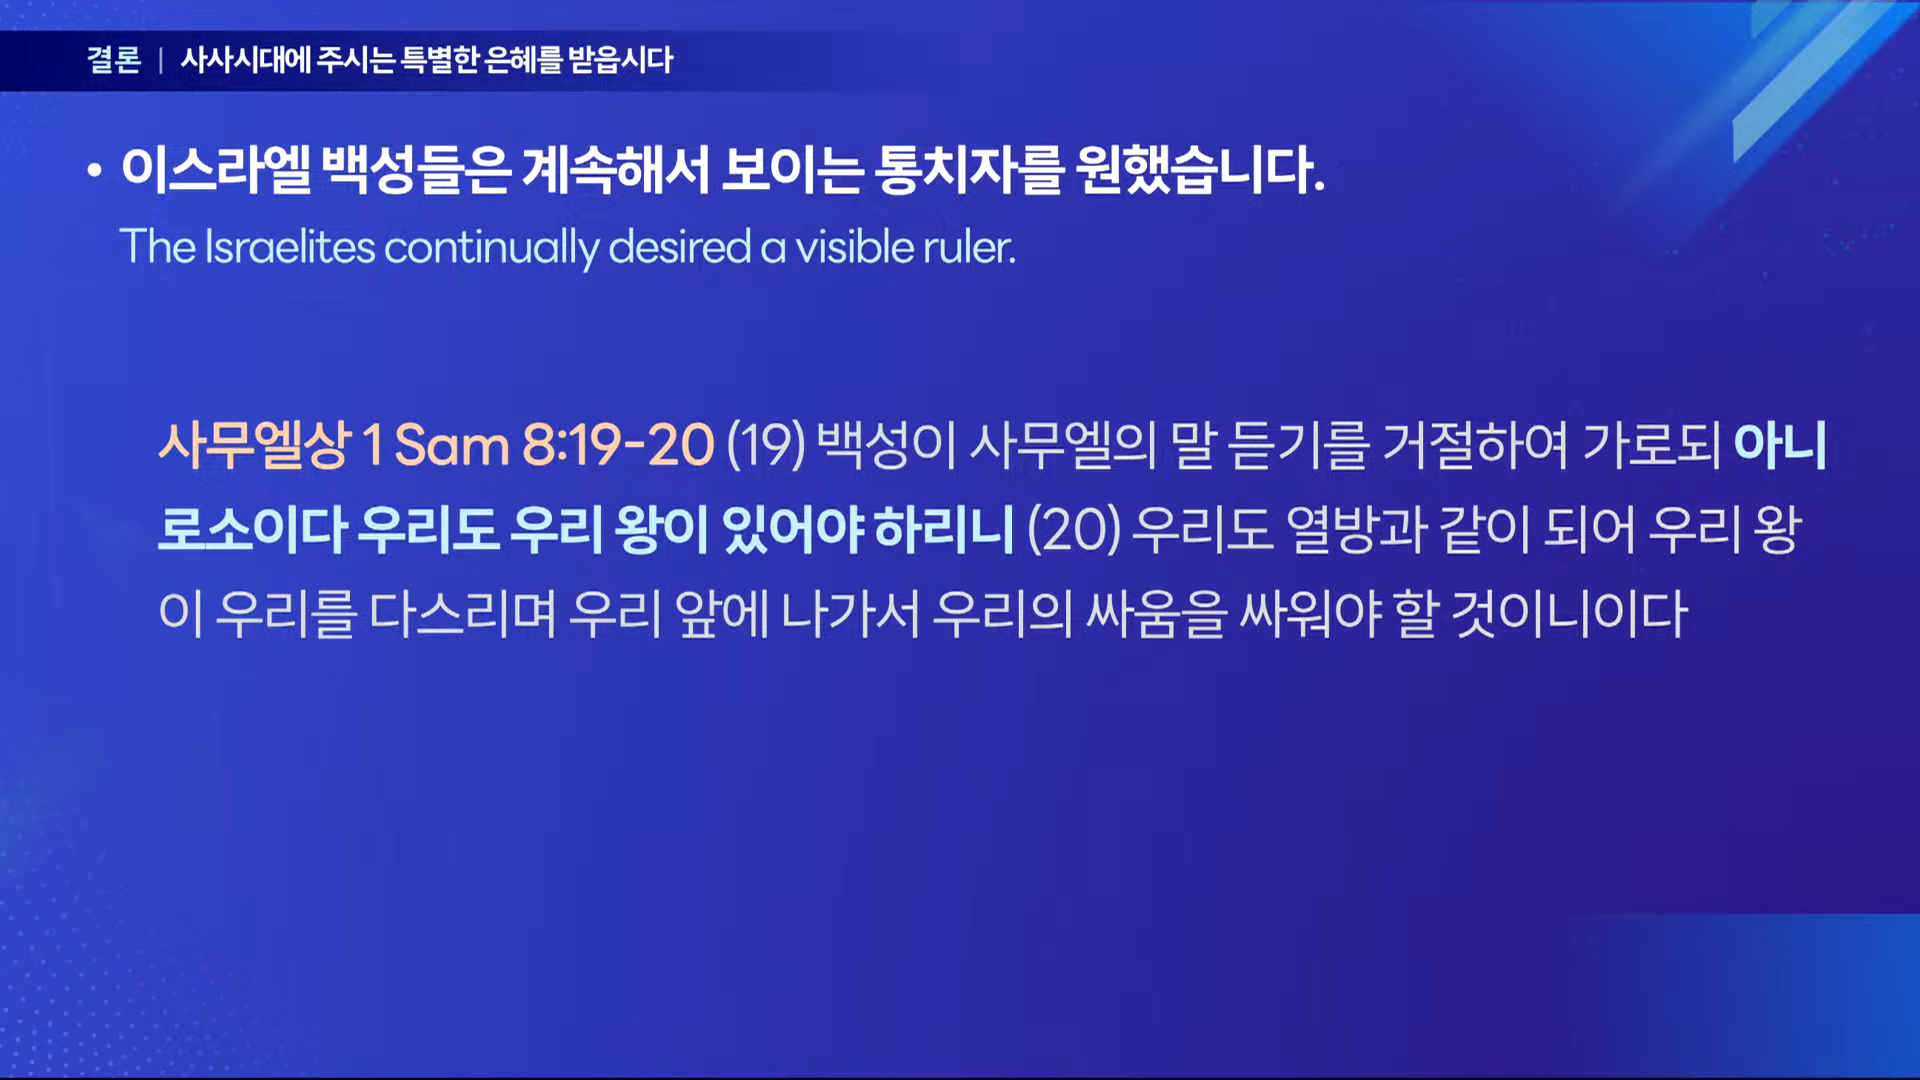 결론 | 사사시대에 주시는 특별한 은혜를 받읍시다
• 이스라엘 백성들은 계속해서 보이는 통치자를 원했습니다.
The Israelites continually desired a visible ruler.
사무엘상 1 Sam 8:19-20 (19) 백성이 사무엘의 말 듣기를 거절하여 가로되 아니
로소이다 우리도 우리 왕이 있어야 하리니 (20) 우리도 열방과 같이 되어 우리 왕
이 우리를 다스리며 우리 앞에 나가서 우리의 싸움을 싸워야 할 것이니이다